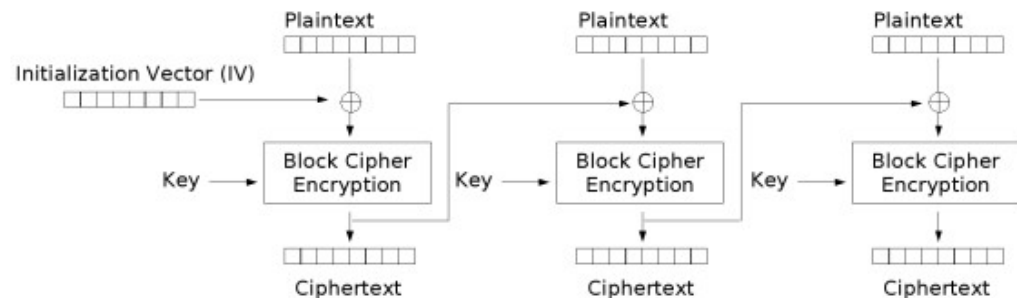 Plaintext Plaintext Plaintext
Initialization Vector (IV)
Key Block Cipher Encryption Key Block Cipher Encryption Key Block Cipher Encryption
Ciphertext Ciphertext Ciphertext